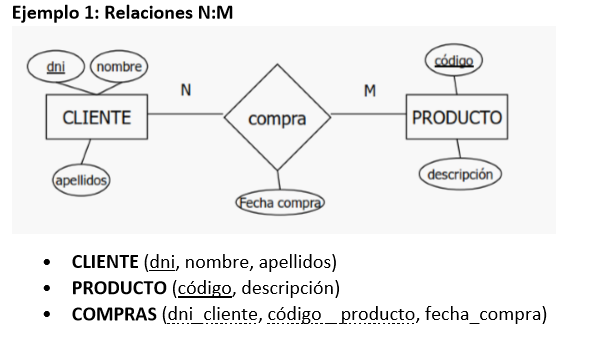 Ejemplo 1: Relaciones N:M
dni
nombre
código
N
M
CLIENTE
compra
PRODUCTO
apellidos
descripción
Fecha compra
• CLIENTE (dni, nombre, apellidos)
• PRODUCTO (código, descripción)
• COMPRAS (dni_cliente, código_producto, fecha_compra)